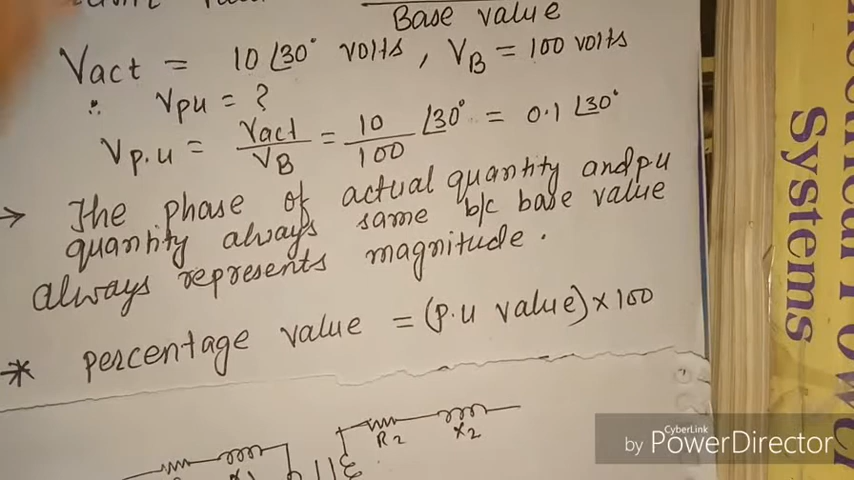 Base value
Vact = 10 ∠30° volts , VB = 100 volts
∴ Vpu = ?
Vp.u = Vact/VB = 10/100 ∠30° = 0.1 ∠30°
→ The phase of actual quantity and p.u
quantity always same b/c base value
always represents magnitude.
* percentage value = (p.u value) × 100
R2 X2
X1
Systems
Power
by CyberLink PowerDirector